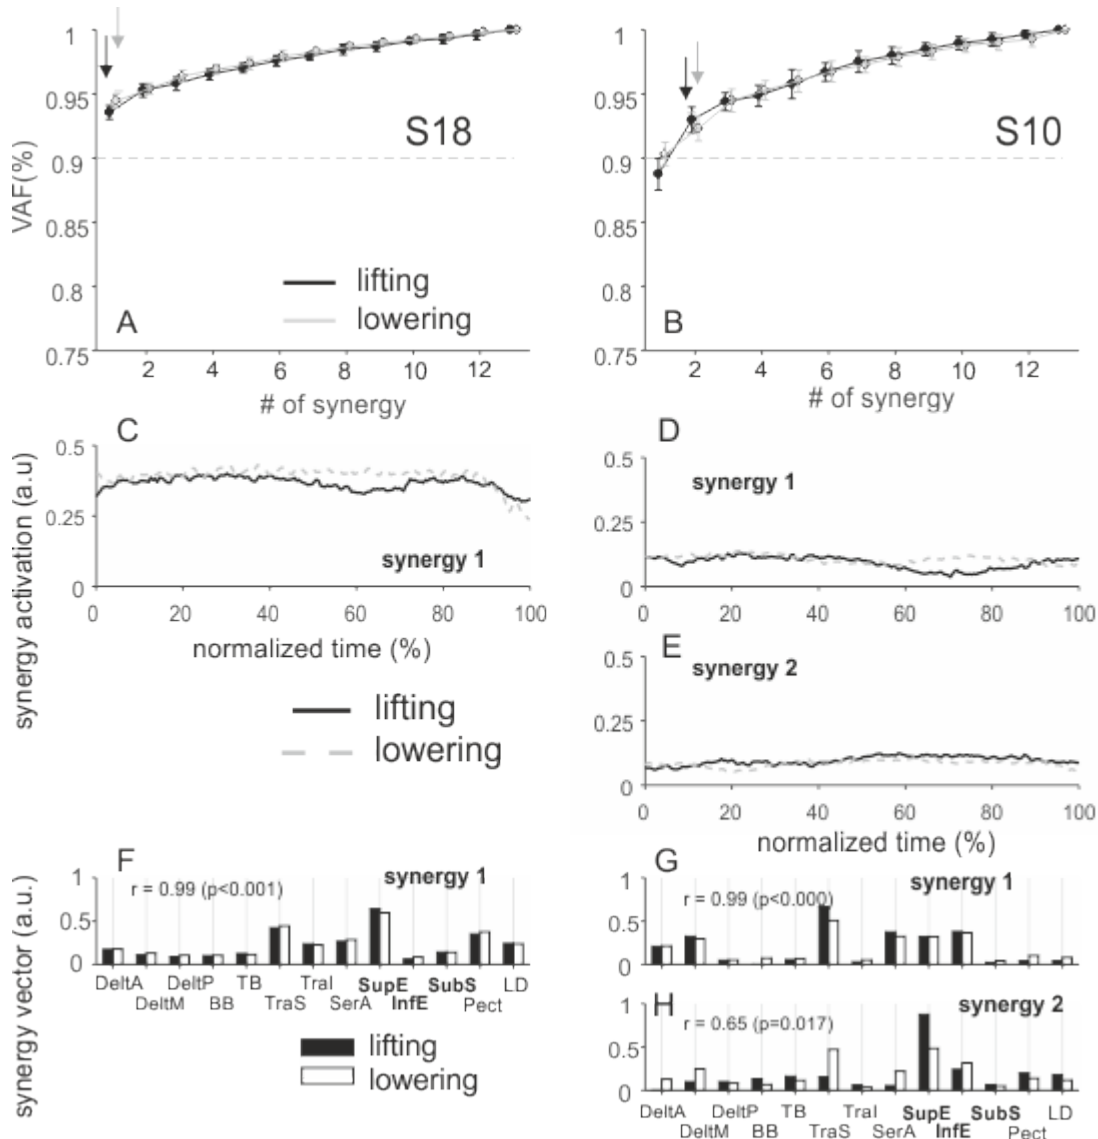 1
0.95
0.9
0.85
0.8
0.75
VAF(%)
S18
lifting
lowering
A
2 4 6 8 10 12
# of synergy
1
0.95
0.9
0.85
0.8
0.75
S10
B
2 4 6 8 10 12
# of synergy
synergy activation (a.u)
C
0.5
0.25
0
synergy 1
0 20 40 60 80 100
normalized time (%)
lifting
lowering
D
0.5
0.25
0
synergy 1
0 20 40 60 80 100
E
0.5
0.25
0
synergy 2
0 20 40 60 80 100
normalized time (%)
synergy vector (a.u.)
F
synergy 1
r = 0.99 (p<0.001)
1
0.5
0
DeltA DeltP TB TraI SupE SubS LD
DeltM BB TraS SerA InfE Pect
lifting
lowering
G
synergy 1
r = 0.99 (p<0.000)
1
0.5
0
H
synergy 2
r = 0.65 (p=0.017)
1
0.5
0
DeltA DeltP TB TraI SupE SubS LD
DeltM BB TraS SerA InfE Pect